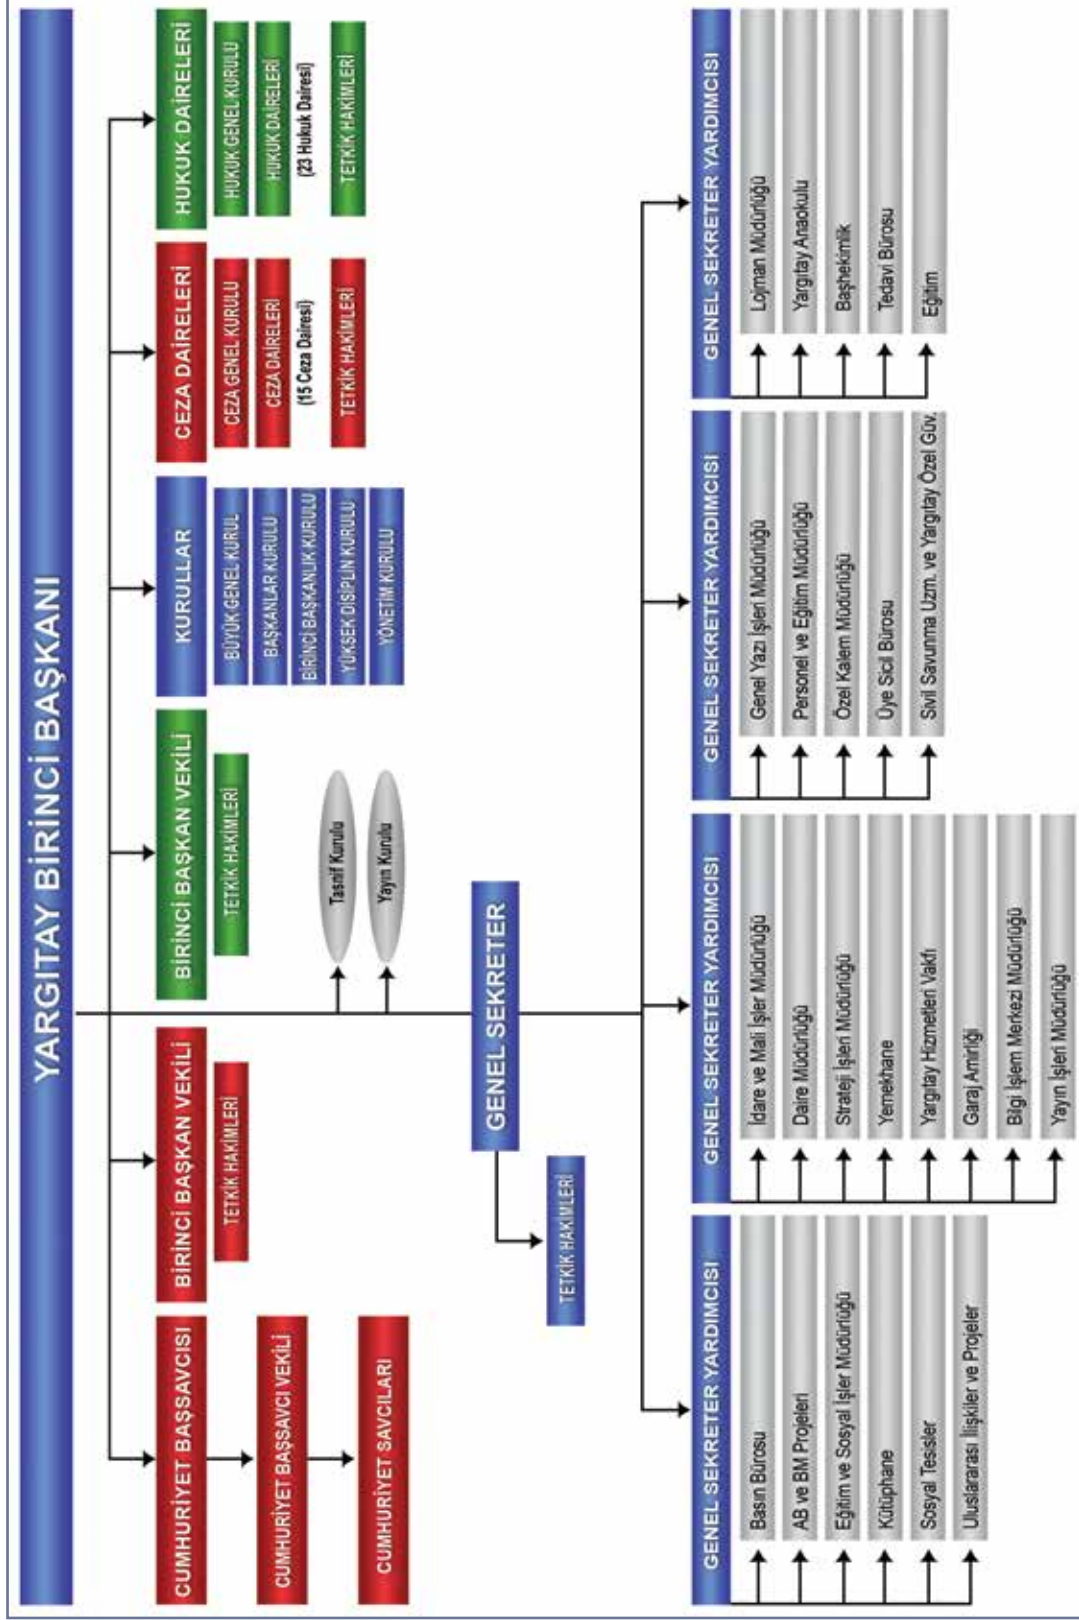 YARGITAY BİRİNCİ BAŞKANI
CUMHURİYET BAŞSAVCISI
CUMHURİYET BAŞSAVCI VEKİLİ
CUMHURİYET SAVCILARI
BİRİNCİ BAŞKAN VEKİLİ
TETKİK HAKİMLERİ
BİRİNCİ BAŞKAN VEKİLİ
TETKİK HAKİMLERİ
KURULLAR
BÜYÜK GENEL KURUL
BAŞKANLAR KURULU
BİRİNCİ BAŞKANLIK KURULU
YÜKSEK DİSİPLİN KURULU
YÖNETİM KURULU
CEZA DAİRELERİ
CEZA GENEL KURULU
CEZA DAİRELERİ
(15 Ceza Dairesi)
TETKİK HAKİMLERİ
HUKUK DAİRELERİ
HUKUK GENEL KURULU
HUKUK DAİRELERİ
(23 Hukuk Dairesi)
TETKİK HAKİMLERİ
Tasnif Kurulu
Yayın Kurulu
GENEL SEKRETER
TETKİK HAKİMLERİ
GENEL SEKRETER YARDIMCISI
Basın Bürosu
AB ve BM Projeleri
Eğitim ve Sosyal İşler Müdürlüğü
Kütüphane
Sosyal Tesisler
Uluslararası İlişkiler ve Projeler
GENEL SEKRETER YARDIMCISI
İdare ve Mali İşler Müdürlüğü
Daire Müdürlüğü
Strateji İşleri Müdürlüğü
Yemekhane
Yargıtay Hizmetleri Vakfı
Garaj Amirliği
Bilgi İşlem Merkezi Müdürlüğü
Yayın İşleri Müdürlüğü
GENEL SEKRETER YARDIMCISI
Genel Yazı İşleri Müdürlüğü
Personel ve Eğitim Müdürlüğü
Özel Kalem Müdürlüğü
Üye Sicil Bürosu
Sivil Savunma Uzm. ve Yargıtay Özel Güv.
GENEL SEKRETER YARDIMCISI
Lojman Müdürlüğü
Yargıtay Anaokulu
Başhekimlik
Tedavi Bürosu
Eğitim